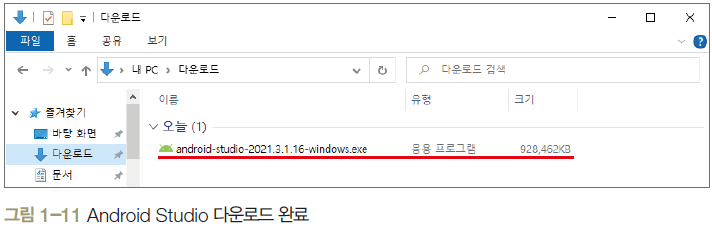 다운로드
파일 홈 공유 보기
내 PC > 다운로드 다운로드 검색
이름 유형 크기
즐겨찾기
오늘 (1)
바탕 화면
다운로드
android-studio-2021.3.1.16-windows.exe 응용 프로그램 928,462KB
문서
그림 1-11 Android Studio 다운로드 완료